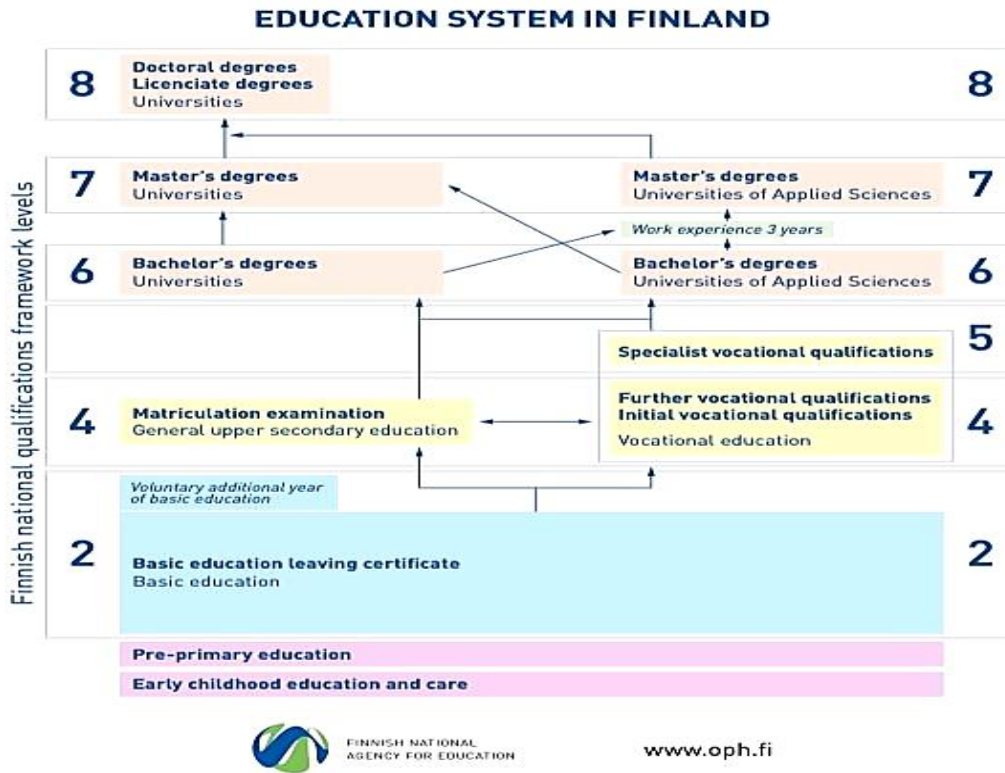 EDUCATION SYSTEM IN FINLAND
Finnish national qualifications framework levels
8
Doctoral degrees
Licenciate degrees
Universities
8
7
Master's degrees
Universities
Master's degrees
Universities of Applied Sciences
7
Work experience 3 years
6
Bachelor's degrees
Universities
Bachelor's degrees
Universities of Applied Sciences
6
Specialist vocational qualifications
5
4
Matriculation examination
General upper secondary education
Further vocational qualifications
Initial vocational qualifications
Vocational education
4
Voluntary additional year
of basic education
2
Basic education leaving certificate
Basic education
2
Pre-primary education
Early childhood education and care
FINNISH NATIONAL
AGENCY FOR EDUCATION
www.oph.fi